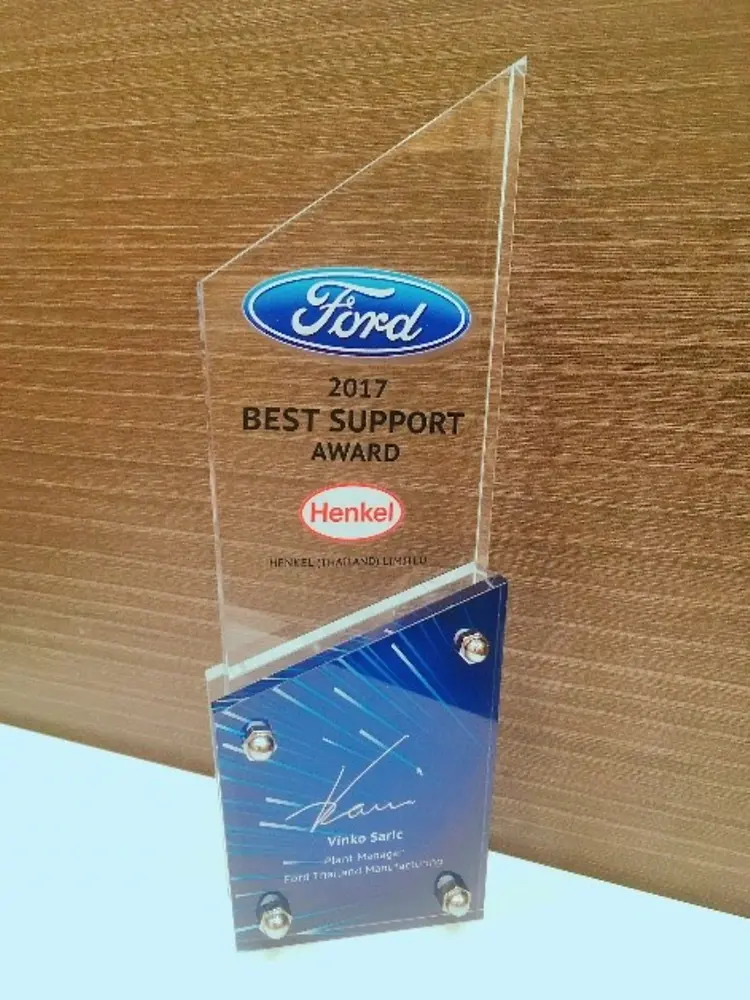 Ford
2017
BEST SUPPORT
AWARD
Henkel
HENKEL (THAILAND) LIMITED
Vinko Saric
Plant Manager
Ford Thailand Manufacturing